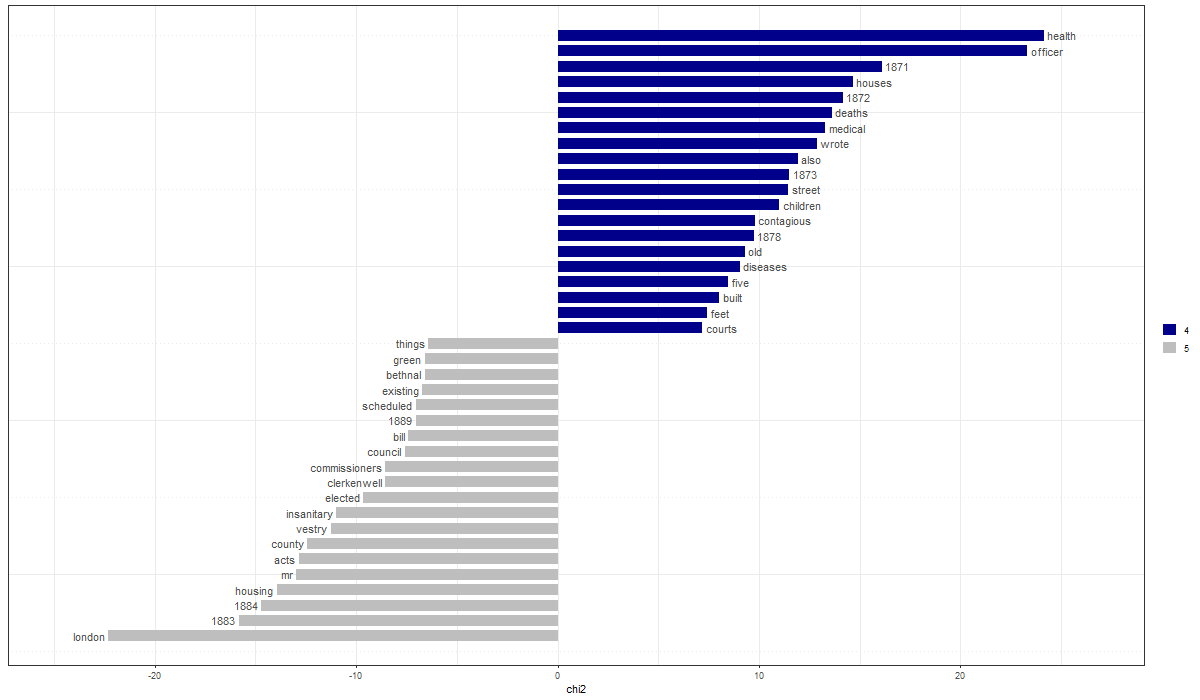 health
officer
1871
houses
1872
deaths
medical
wrote
also
1873
street
children
contagious
1878
old
diseases
five
built
feet
courts
things
green
bethnal
existing
scheduled
1889
bill
council
commissioners
clerkenwell
elected
insanitary
vestry
county
acts
mr
housing
1884
1883
london
4
5
-20 -10 0 10 20
chi2